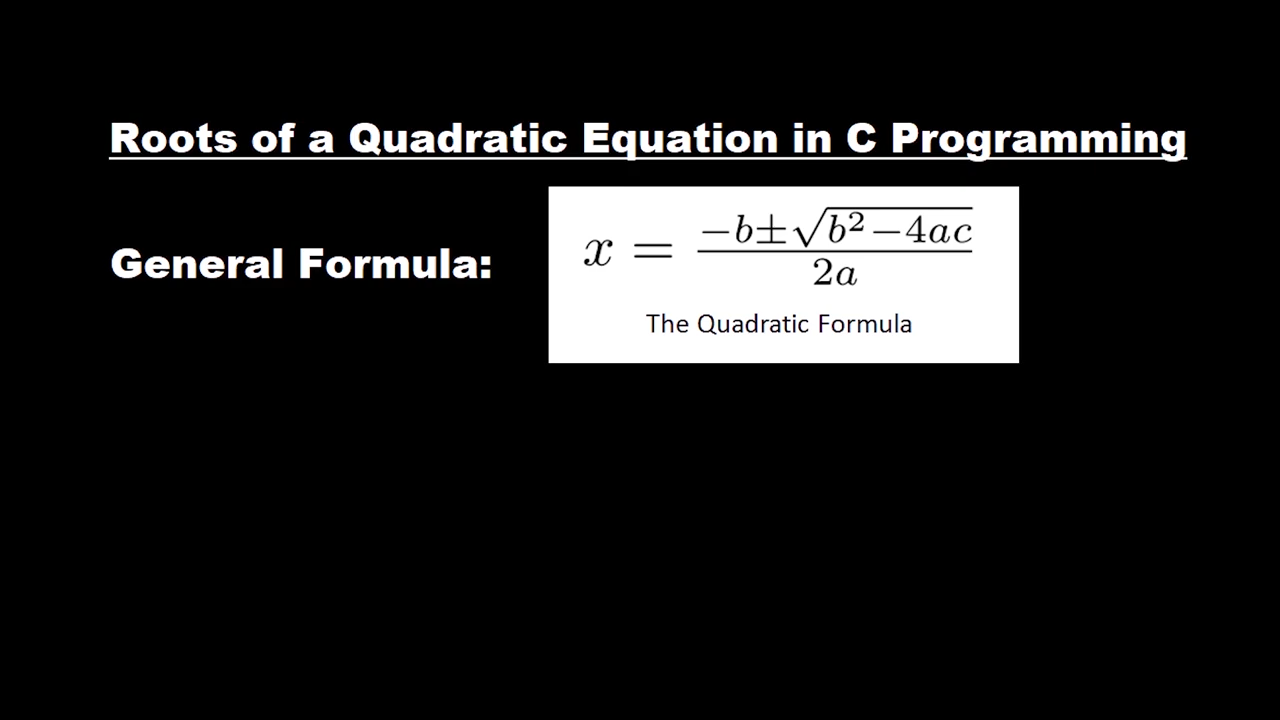 Roots of a Quadratic Equation in C Programming
General Formula:
x = −b±√b²−4ac / 2a
The Quadratic Formula